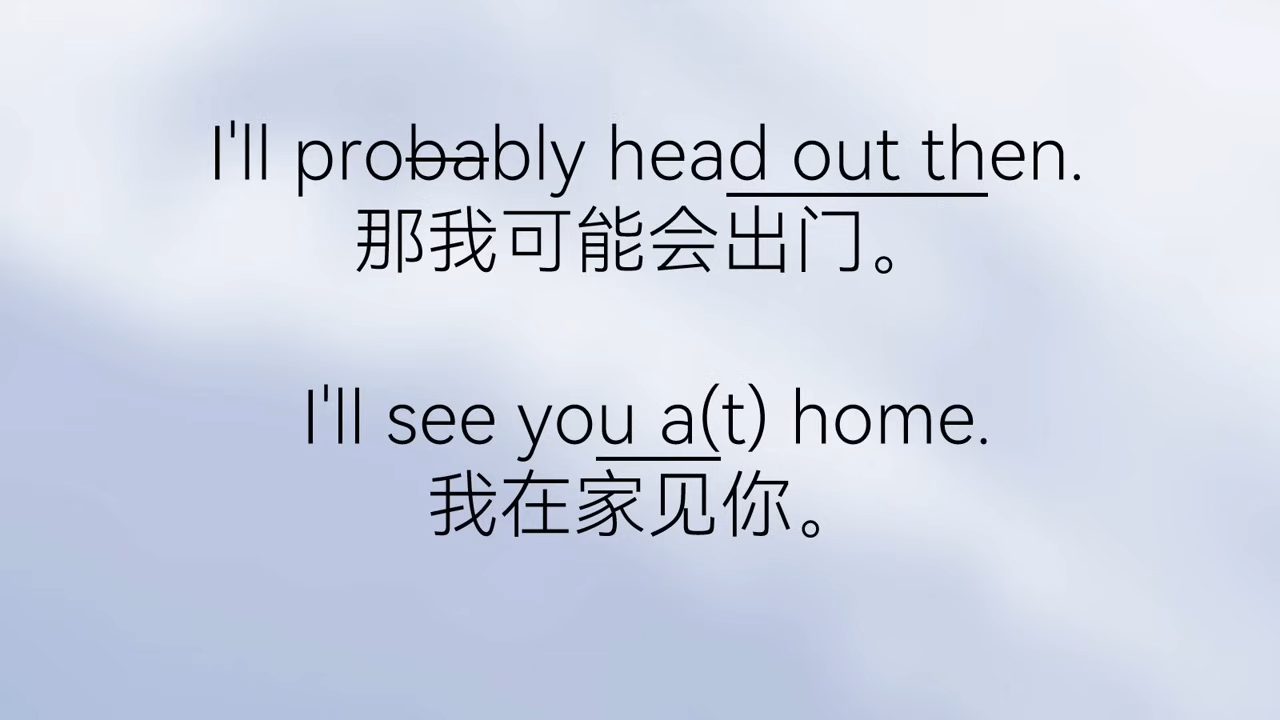 I'll probably head out then.
那我可能会出门。
I'll see you a(t) home.
我在家见你。